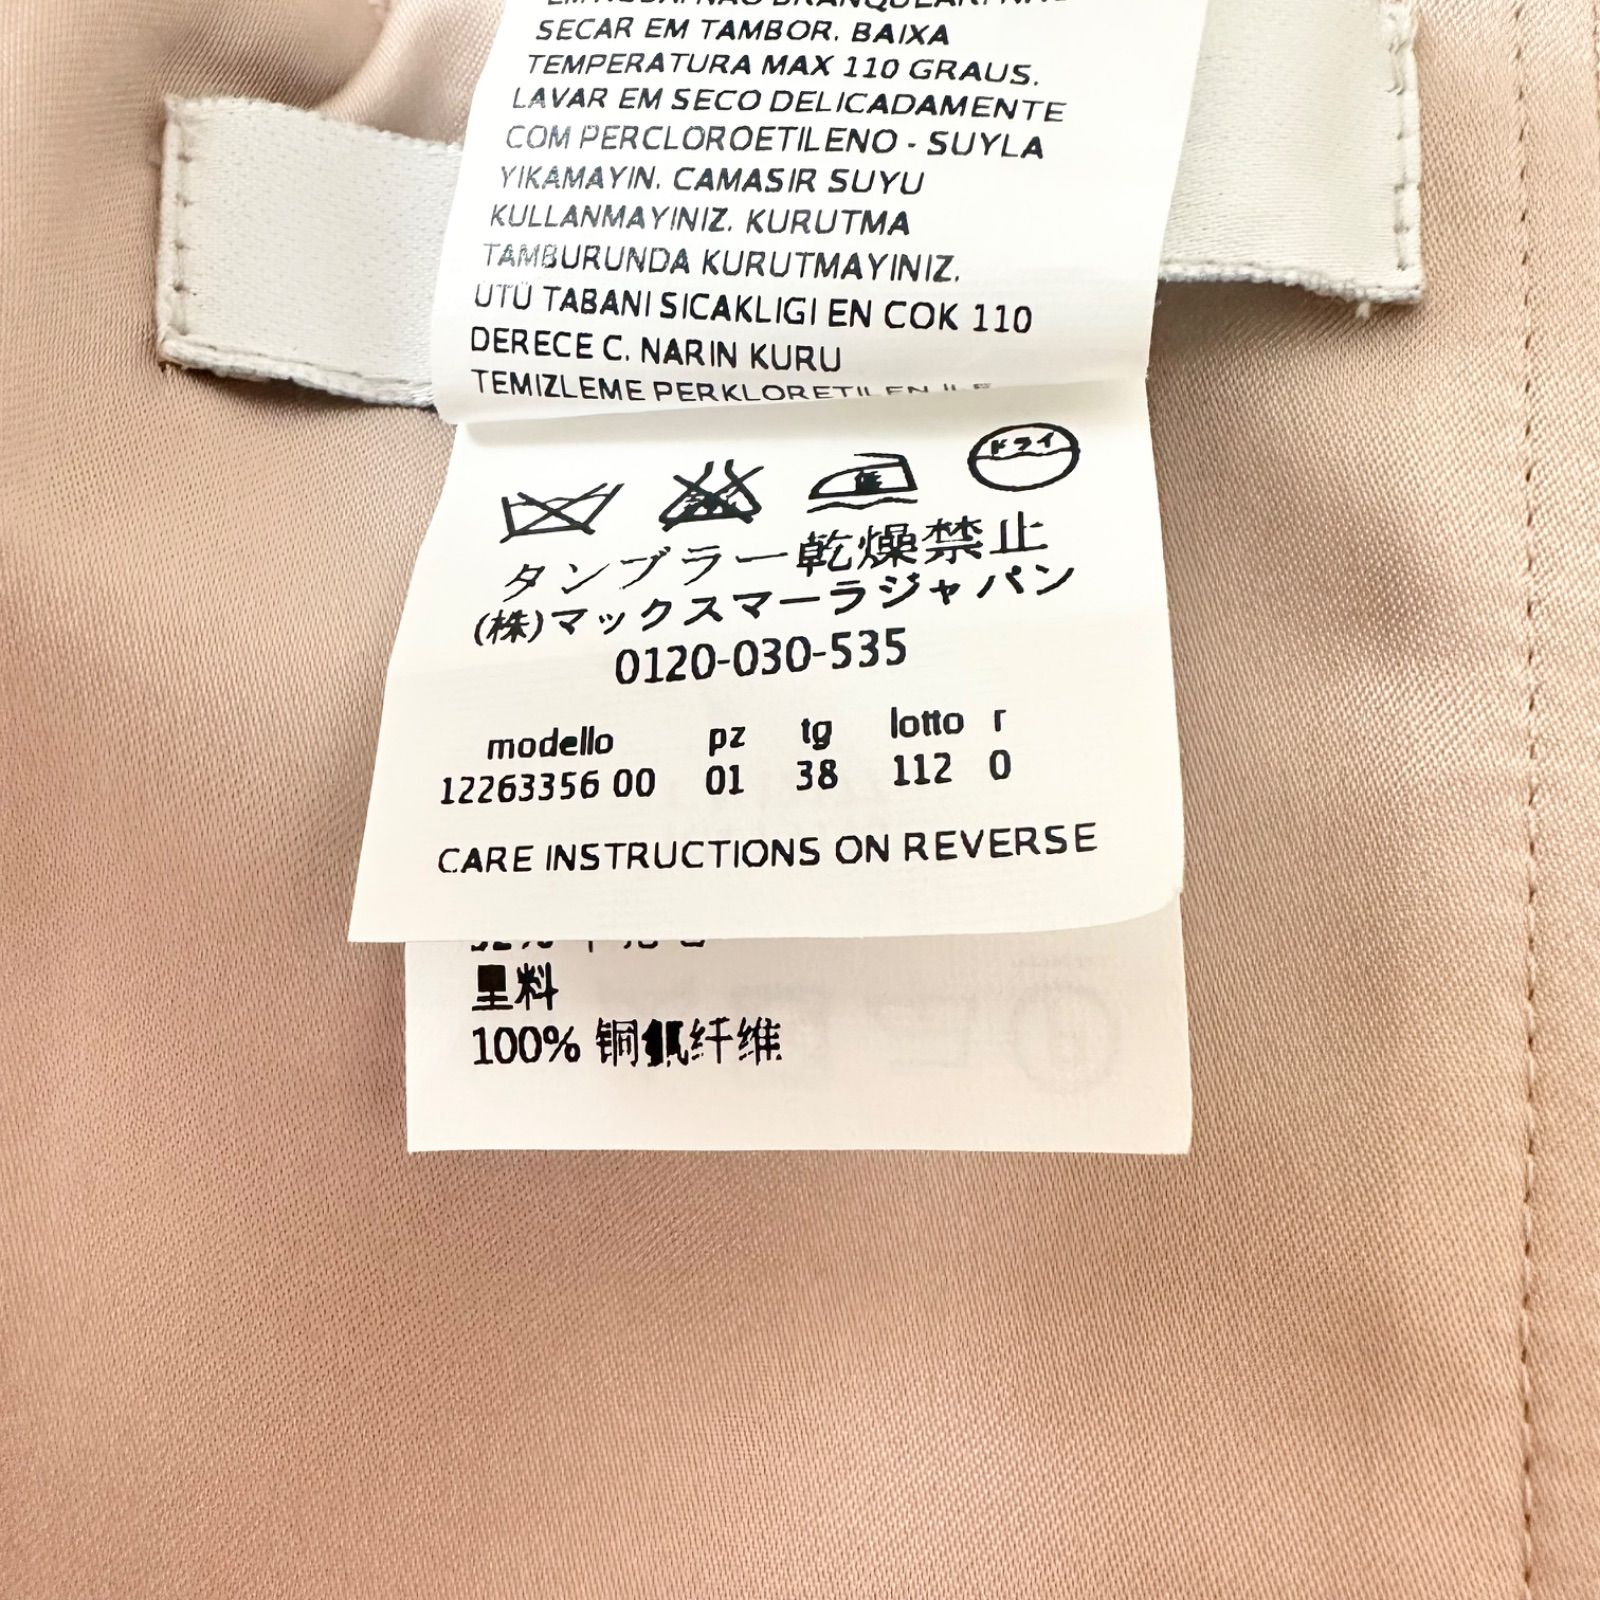 SECAR EM TAMBOR. BAIXA
TEMPERATURA MAX 110 GRAUS.
LAVAR EM SECO DELICADAMENTE
COM PERCLOROETILENO - SUYLA
YIKAMAYIN. CAMASIR SUYU
KULLANMAYINIZ. KURUTMA
TAMBURUNDA KURUTMAYINIZ.
UTÜ TABANI SICAKLIGI EN COK 110
DERECE C. NARIN KURU
TEMIZLEME PERKLORETILEN ILE
ドライ
低
タンブラー乾燥禁止
(株)マックスマーラジャパン
0120-030-535
modello pz tg lotto r
12263356 00 01 38 112 0
CARE INSTRUCTIONS ON REVERSE
里料
100% 铜氨纤维